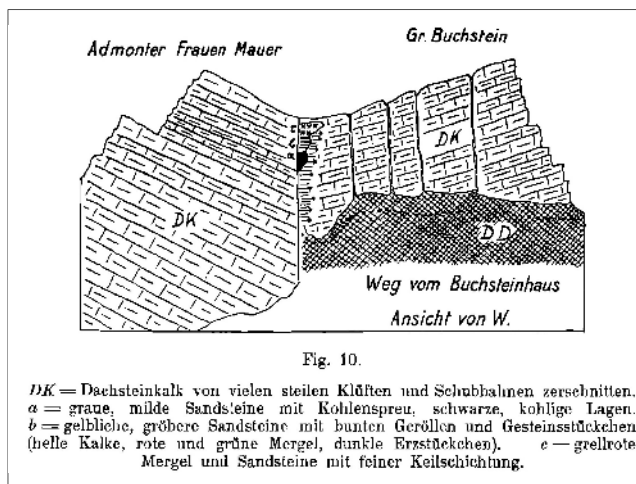 Admonter Frauen Mauer
Gr. Buchstein
DK
DK
DD
Weg vom Buchsteinhaus
Ansicht von W.
Fig. 10.
DK = Dachsteinkalk von vielen steilen Klüften und Schubbahnen zerschnitten.
a = graue, milde Sandsteine mit Kohlenspreu, schwarze, kohlige Lagen.
b = gelbliche, gröbere Sandsteine mit bunten Geröllen und Gesteinsstückchen
(helle Kalke, rote und grüne Mergel, dunkle Erzstückchen). c = grellrote
Mergel und Sandsteine mit feiner Keilschichtung.